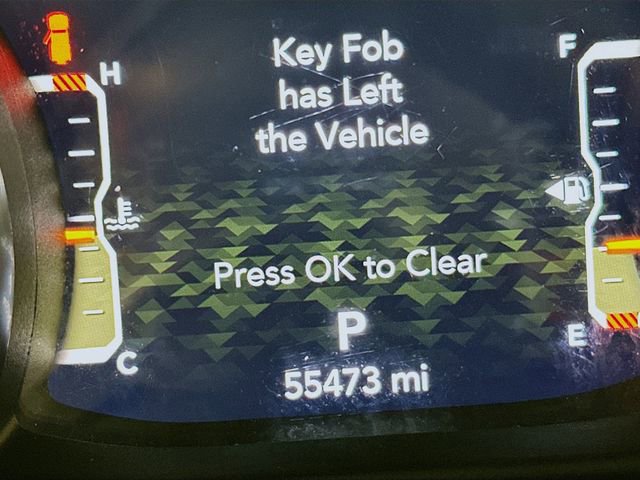 Key Fob
has Left
the Vehicle
H
F
Press OK to Clear
C
E
P
55473 mi